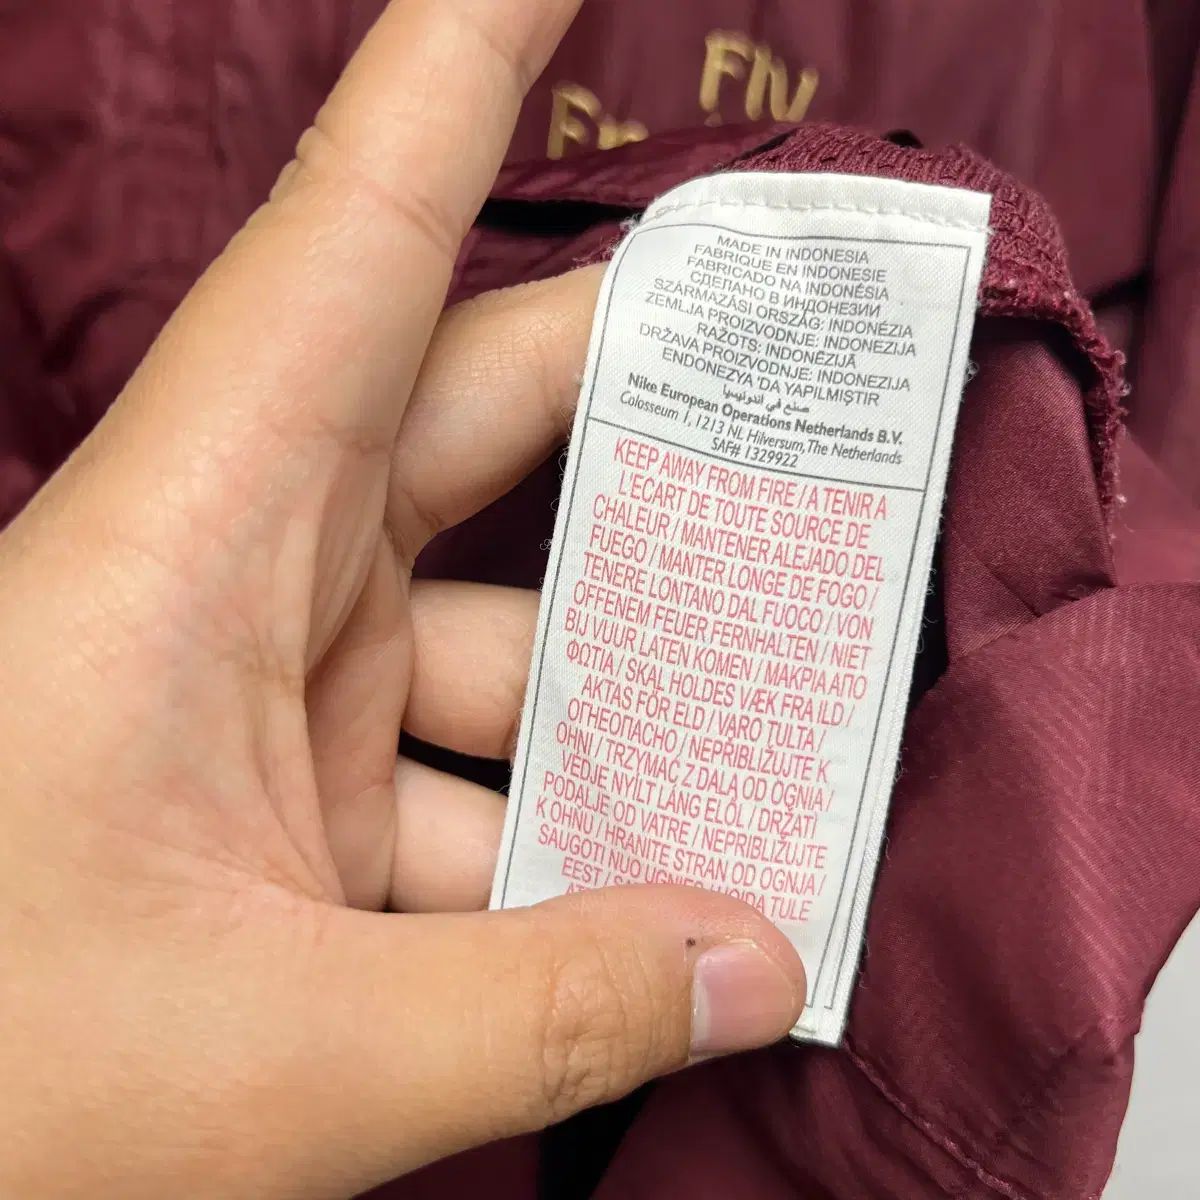 Fly
Em
MADE IN INDONESIA
FABRIQUE EN INDONESIE
FABRICADO NA INDONÉSIA
СДЕЛАНО В ИНДОНЕЗИИ
SZÁRMAZÁSI ORSZÁG: INDONÉZIA
ZEMLJA PROIZVODNJE: INDONEZIJA
RAŽOTS: INDONĒZIJĀ
DRŽAVA PROIZVODNJE: INDONEZIJA
ENDONEZYA 'DA YAPILMIŞTIR
صنع في اندونيسيا
Nike European Operations Netherlands B.V.
Colosseum 1, 1213 NL Hilversum, The Netherlands
SAF# 1329922
KEEP AWAY FROM FIRE / A TENIR A
L'ECART DE TOUTE SOURCE DE
CHALEUR / MANTENER ALEJADO DEL
FUEGO / MANTER LONGE DE FOGO /
TENERE LONTANO DAL FUOCO / VON
OFFENEM FEUER FERNHALTEN / NIET
BIJ VUUR LATEN KOMEN / ΜΑΚΡΙΑ ΑΠΟ
ΦΩΤΙΑ / SKAL HOLDES VÆK FRA ILD /
AKTAS FÖR ELD / VARO TULTA /
ОГНЕОПАСНО / NEPŘIBLIŽUJTE K
OHNI / TRZYMAĆ Z DALA OD OGNIA /
VEDJE NYÍLT LÁNG ELŐL / DRŽATI
PODALJE OD VATRE / NEPRIBLIŽUJTE
K OHŇU / HRANITE STRAN OD OGNJA /
SAUGOTI NUO UGNIES / HOIDA TULE
EEST /